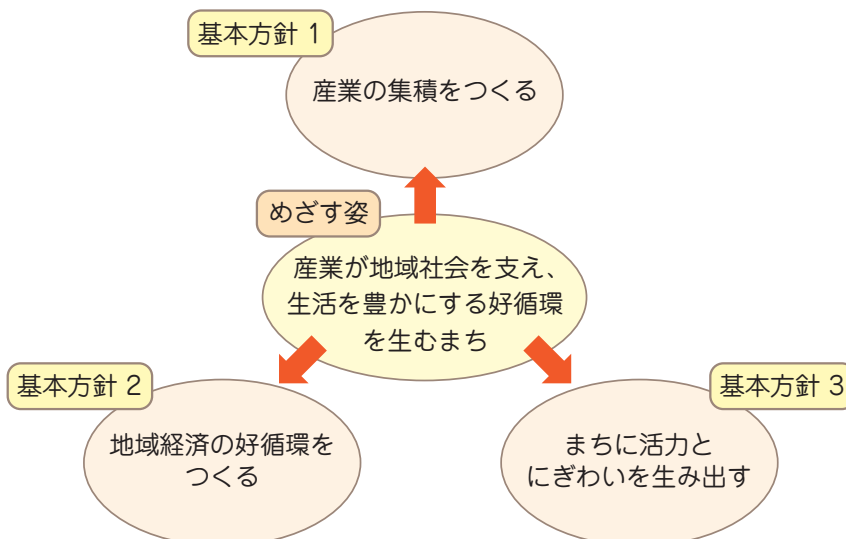 基本方針 1
産業の集積をつくる
めざす姿
産業が地域社会を支え、
生活を豊かにする好循環
を生むまち
基本方針 2
地域経済の好循環を
つくる
基本方針 3
まちに活力と
にぎわいを生み出す